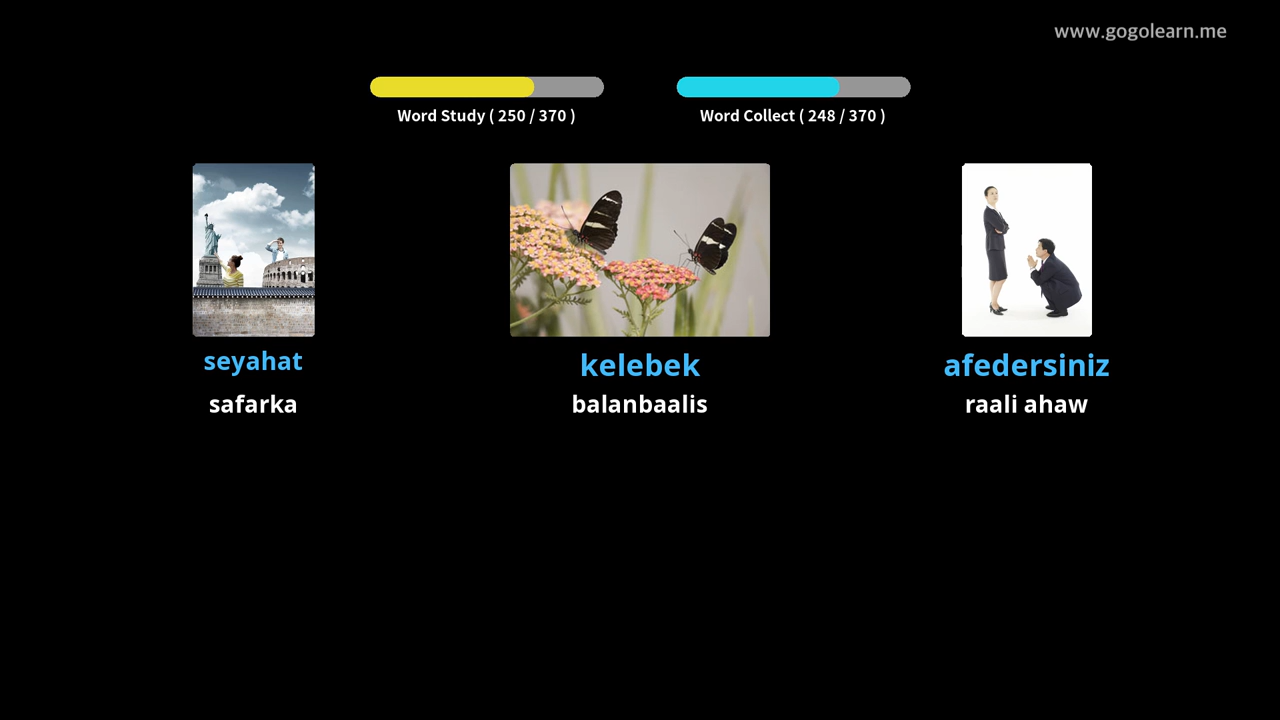 www.gogolearn.me
Word Study ( 250 / 370 )
Word Collect ( 248 / 370 )
seyahat
kelebek
afedersiniz
safarka
balanbaalis
raali ahaw